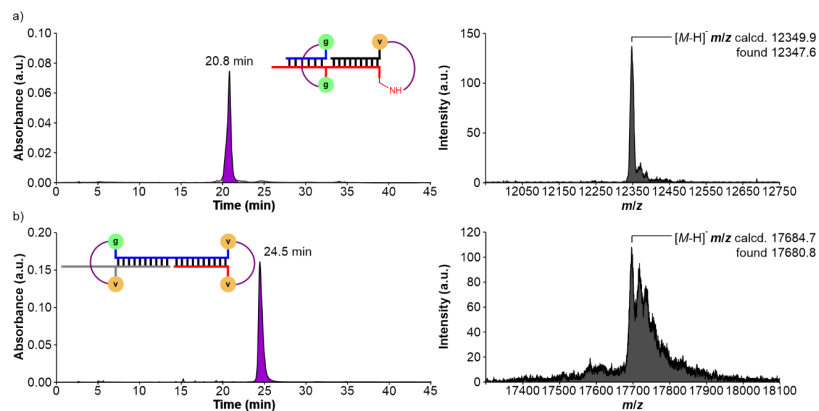 a)
0.10
0.08
0.06
0.04
0.02
0.00
Absorbance (a.u.)
20.8 min
g
v
g
NH
0 5 10 15 20 25 30 35 40 45
Time (min)
150
100
50
0
Intensity (a.u.)
[M-H]⁻ m/z calcd. 12349.9
found 12347.6
12050 12150 12250 12350 12450 12550 12650 12750
m/z
b)
0.20
0.15
0.10
0.05
0.00
Absorbance (a.u.)
g
v
v
v
24.5 min
0 5 10 15 20 25 30 35 40 45
Time (min)
120
100
80
60
40
20
0
Intensity (a.u.)
[M-H]⁻ m/z calcd. 17684.7
found 17680.8
17400 17500 17600 17700 17800 17900 18000 18100
m/z